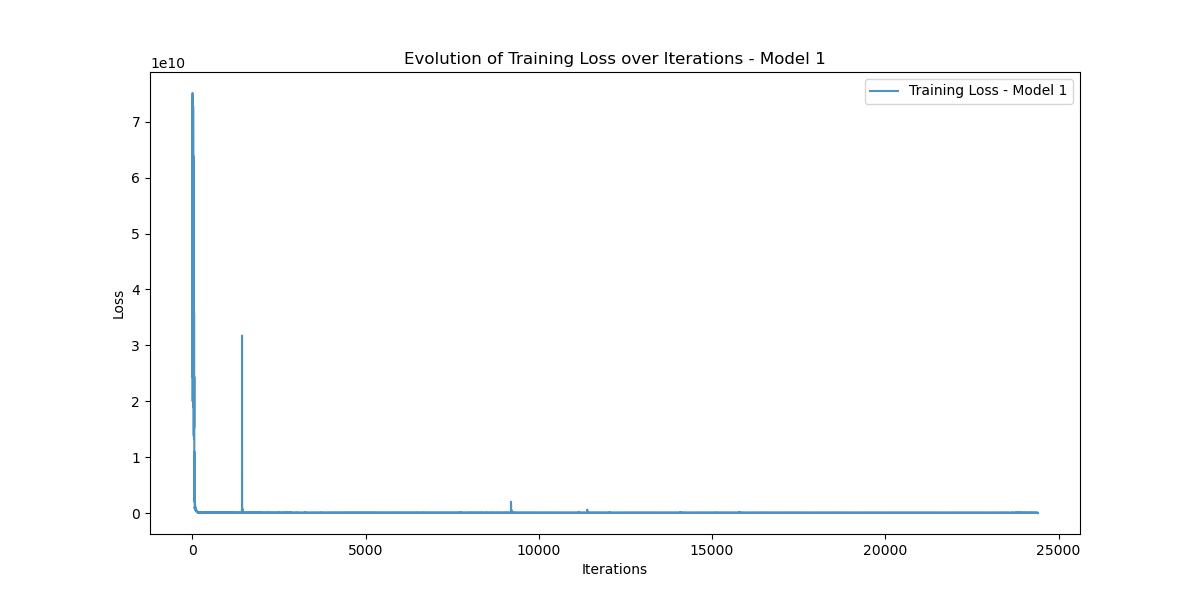 Evolution of Training Loss over Iterations - Model 1
1e10
Training Loss - Model 1
7
6
5
4
3
2
1
0
Loss
0 5000 10000 15000 20000 25000
Iterations